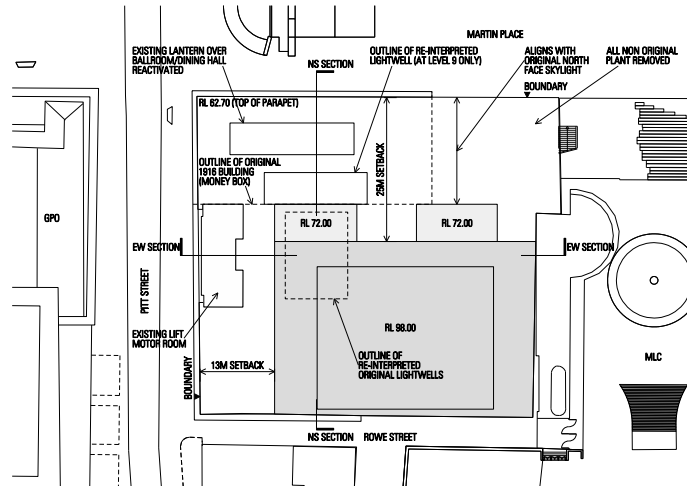 MARTIN PLACE
EXISTING LANTERN OVER
BALLROOM/DINING HALL
REACTIVATED
NS SECTION
OUTLINE OF RE-INTERPRETED
LIGHTWELL (AT LEVEL 9 ONLY)
ALIGNS WITH
ORIGINAL NORTH
FACE SKYLIGHT
ALL NON ORIGINAL
PLANT REMOVED
BOUNDARY
RL 62.70 (TOP OF PARAPET)
OUTLINE OF ORIGINAL
1916 BUILDING
(MONEY BOX)
25M SETBACK
GPO
RL 72.00
RL 72.00
EW SECTION
EW SECTION
PITT STREET
EXISTING LIFT
MOTOR ROOM
RL 98.00
OUTLINE OF
RE-INTERPRETED
ORIGINAL LIGHTWELLS
13M SETBACK
BOUNDARY
MLC
NS SECTION
ROWE STREET